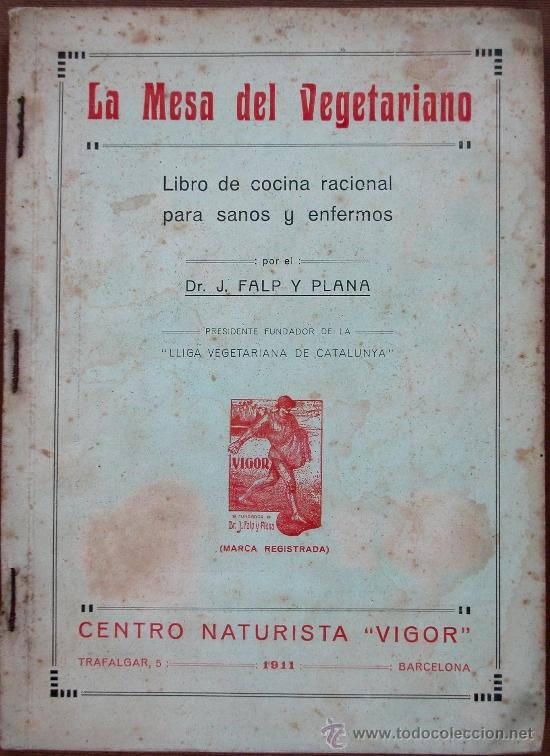 La Mesa del Vegetariano
Libro de cocina racional
para sanos y enfermos
: por el :
Dr. J. FALP Y PLANA
PRESIDENTE FUNDADOR DE LA
"LLIGA VEGETARIANA DE CATALUNYA"
VIGOR
Dr. J. Falp y Plana
(MARCA REGISTRADA)
CENTRO NATURISTA "VIGOR"
TRAFALGAR, 5 : 1911 : BARCELONA
todocoleccion.net